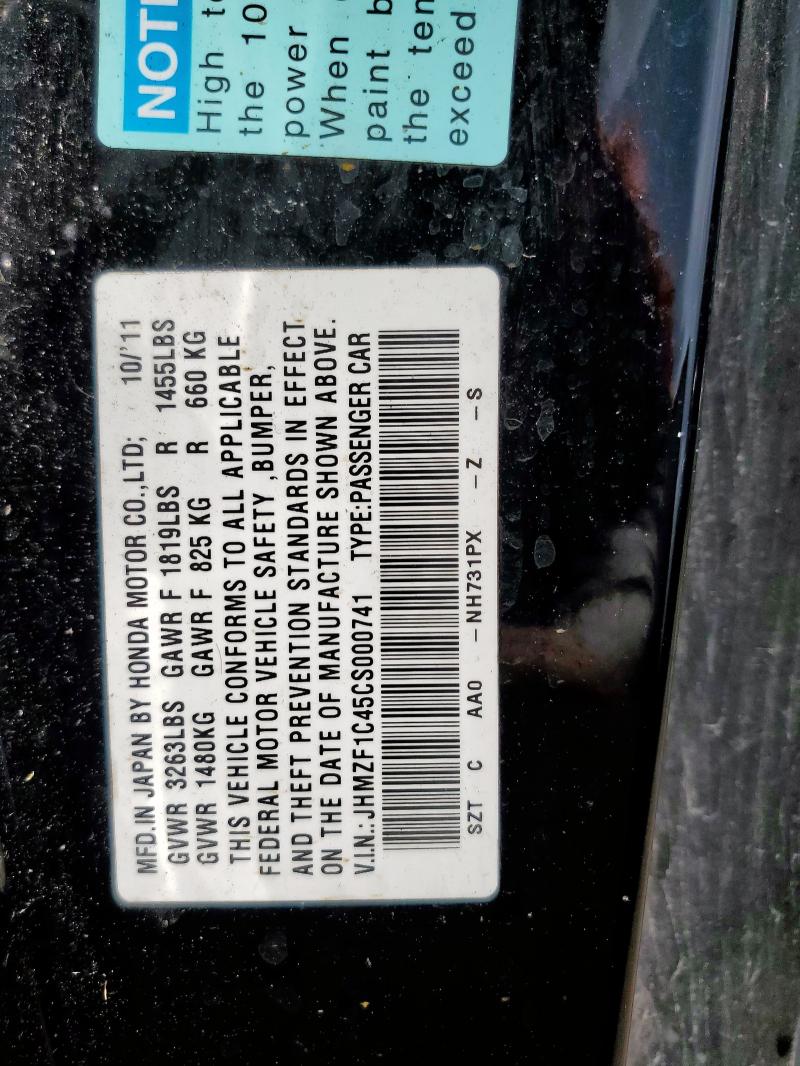 NOTI
High to
the 10
power
When
paint b
the ten
exceed
MFD.IN JAPAN BY HONDA MOTOR CO.,LTD; 10/'11
GVWR 3263LBS GAWR F 1819LBS R 1455LBS
GVWR 1480KG GAWR F 825 KG R 660 KG
THIS VEHICLE CONFORMS TO ALL APPLICABLE
FEDERAL MOTOR VEHICLE SAFETY ,BUMPER,
AND THEFT PREVENTION STANDARDS IN EFFECT
ON THE DATE OF MANUFACTURE SHOWN ABOVE.
V.I.N.: JHMZF1C45CS000741 TYPE:PASSENGER CAR
SZT C AA0 -NH731PX -Z -S